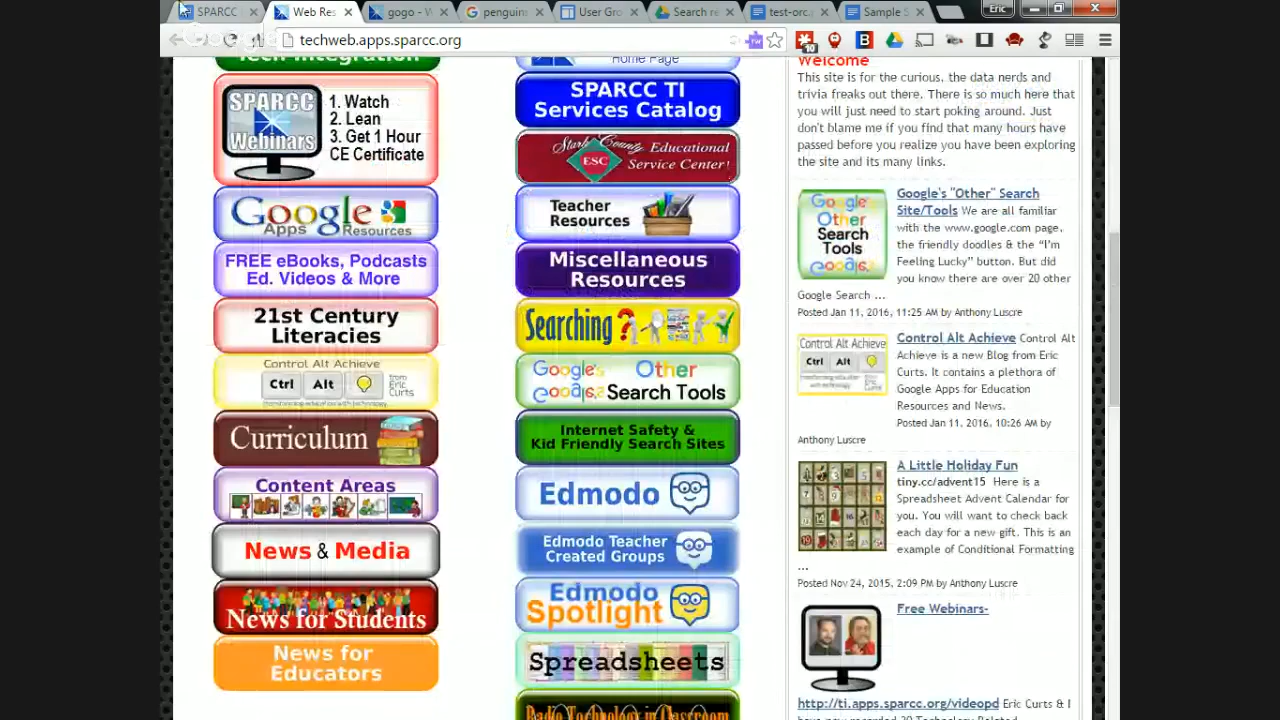 SPARCC
Web Res
gogo - W
penguin
User Gro
Search re
test-orc.p
Sample S
Eric
techweb.apps.sparcc.org
10
Tech Integration
SPARCC
Webinars
1. Watch
2. Lean
3. Get 1 Hour
CE Certificate
Google
Apps Resources
FREE eBooks, Podcasts
Ed. Videos & More
21st Century
Literacies
Control Alt Achieve
Ctrl
Alt
from
Eric
Curts
Curriculum
Content Areas
News & Media
News for Students
News for
Educators
Home Page
SPARCC TI
Services Catalog
Stark County Educational
ESC Service Center!
Teacher
Resources
Miscellaneous
Resources
Searching
Google's Other
Search Tools
Internet Safety &
Kid Friendly Search Sites
Edmodo
Edmodo Teacher
Created Groups
Edmodo
Spotlight
Spreadsheets
Radio Technology in Classroom
Welcome
This site is for the curious, the data nerds and
trivia freaks out there. There is so much here that
you will just need to start poking around. Just
don't blame me if you find that many hours have
passed before you realize you have been exploring
the site and its many links.
Google
Other
Search
Tools
Google's "Other" Search
Site/Tools We are all familiar
with the www.google.com page,
the friendly doodles & the “I’m
Feeling Lucky” button. But did
you know there are over 20 other
Google Search ...
Posted Jan 11, 2016, 11:25 AM by Anthony Luscre
Control Alt Achieve
Ctrl Alt
Control Alt Achieve Control Alt
Achieve is a new Blog from Eric
Curts. It contains a plethora of
Google Apps for Education
Resources and News.
Posted Jan 11, 2016, 10:26 AM by
Anthony Luscre
A Little Holiday Fun
tiny.cc/advent15 Here is a
Spreadsheet Advent Calendar for
you. You will want to check back
each day for a new gift. This is an
example of Conditional Formatting
...
Posted Nov 24, 2015, 2:09 PM by Anthony Luscre
Free Webinars-
http://ti.apps.sparcc.org/videopd Eric Curts & I